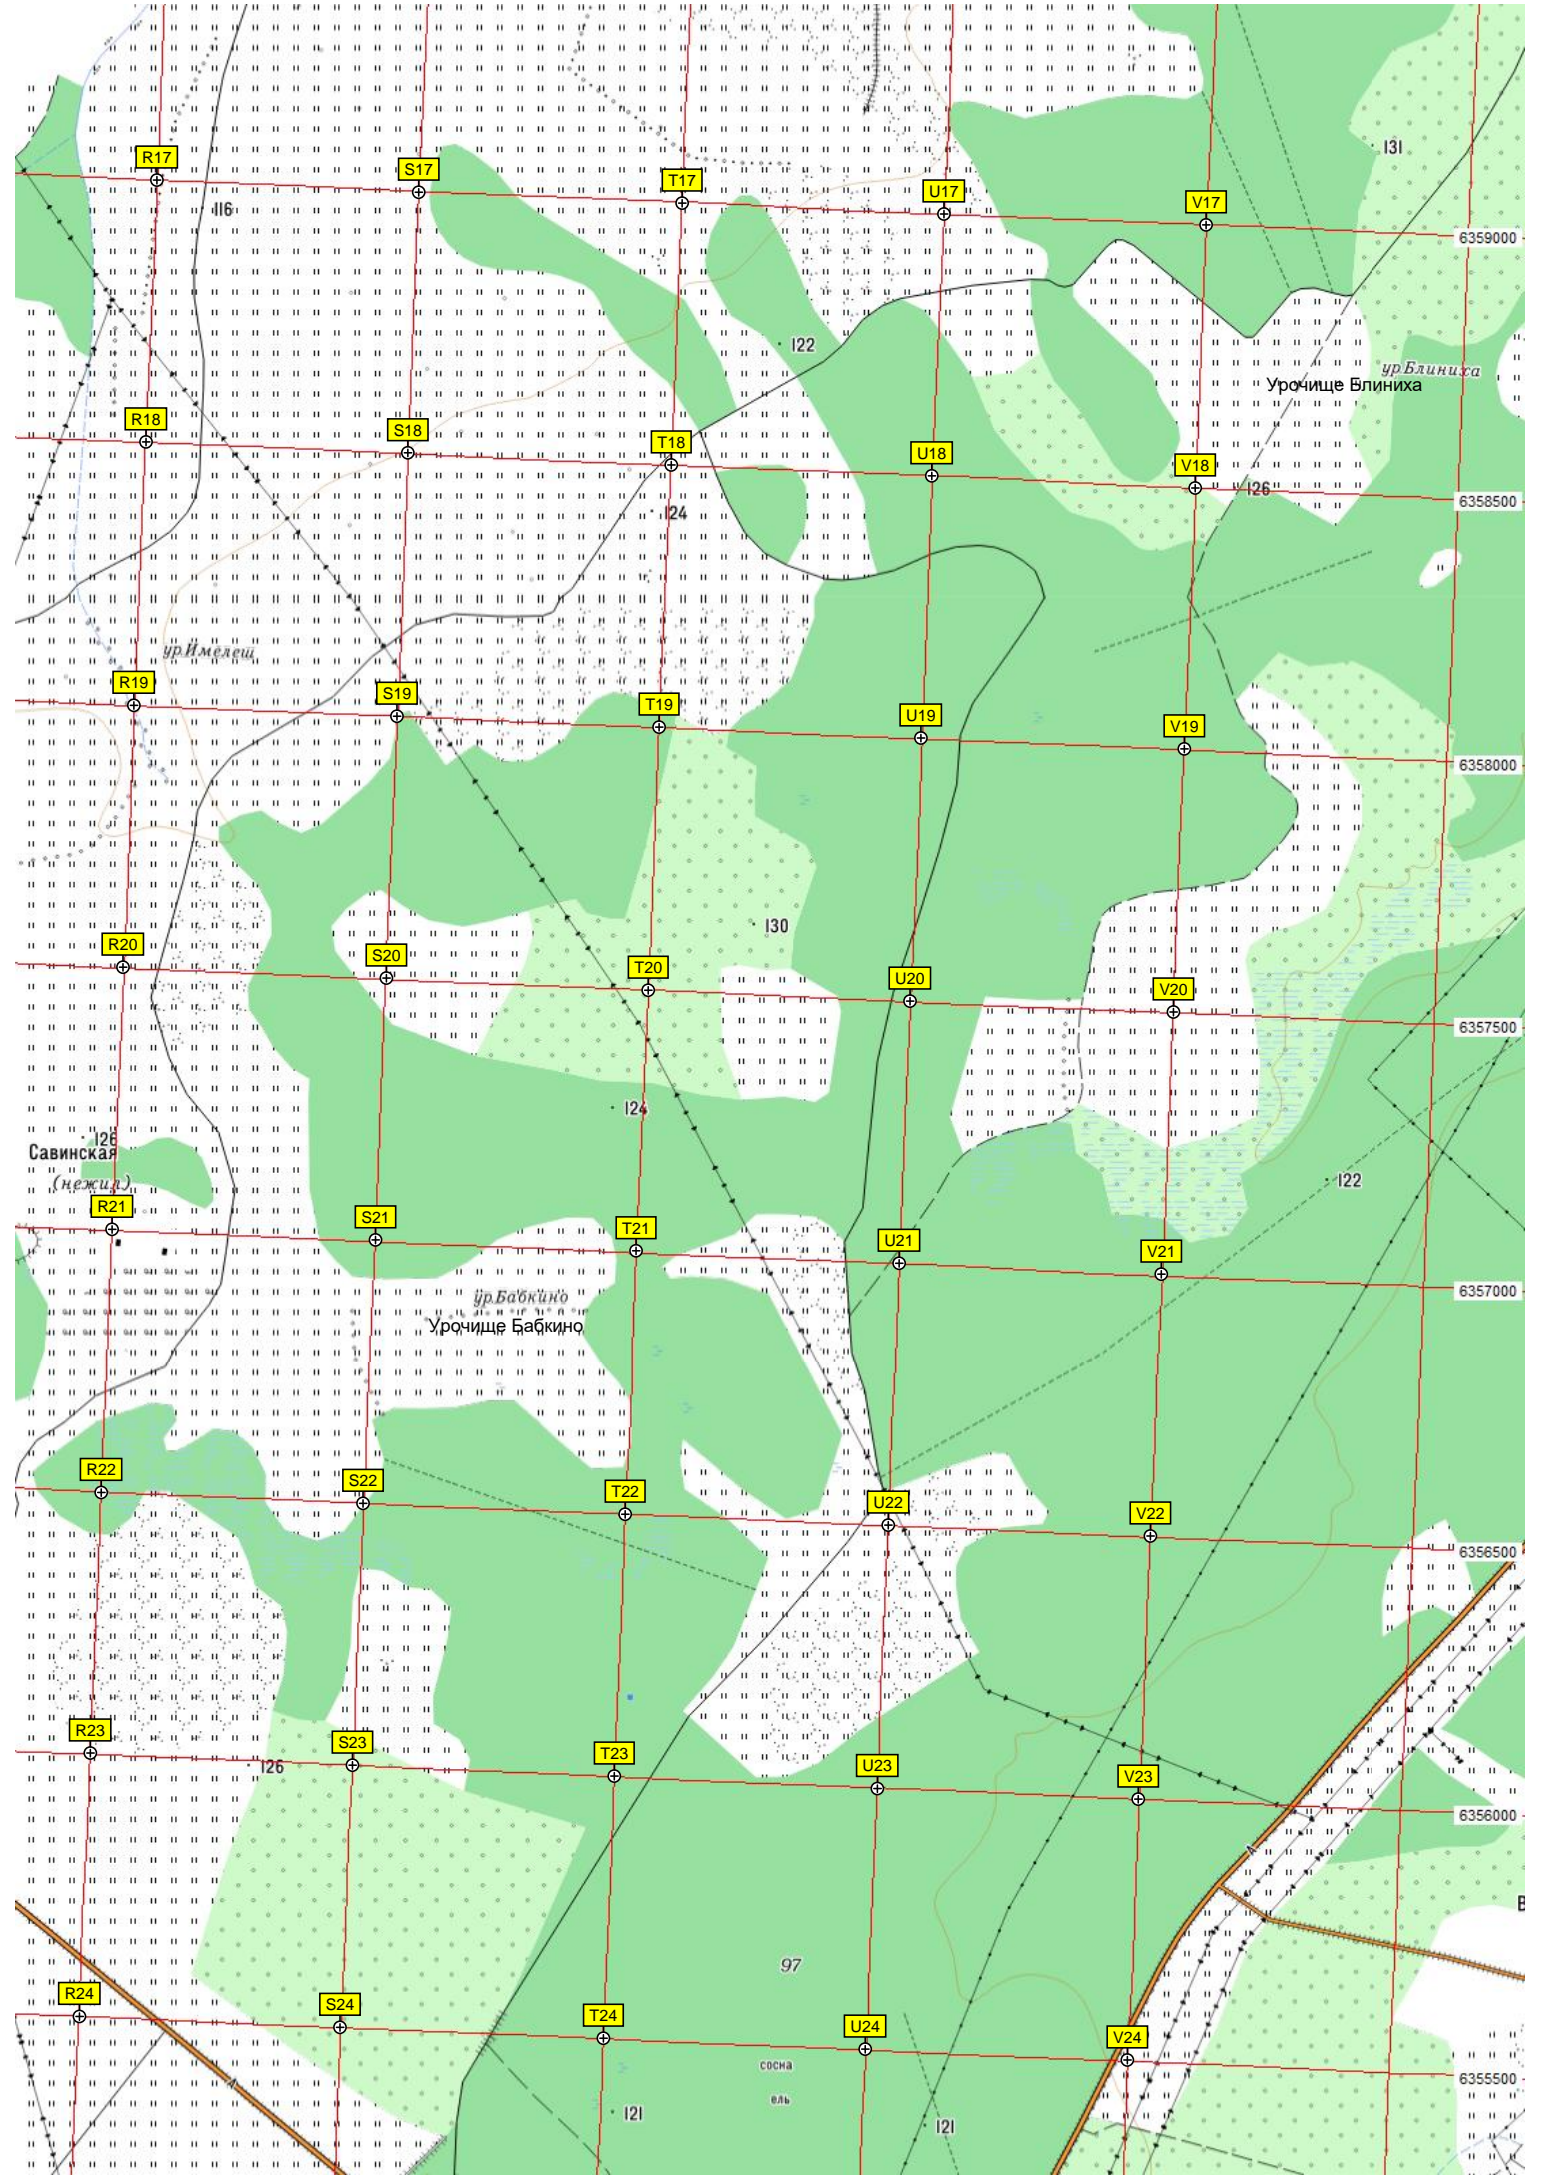 131
R17
S17
T17
U17
V17
116
6359000
122
ур.Блиниха
Урочище Блиниха
R18
S18
T18
U18
V18
126
6358500
124
ур.Имелеш
R19
S19
T19
U19
V19
6358000
130
R20
S20
T20
U20
V20
6357500
124
126
Савинская
(нежил)
122
R21
S21
T21
U21
V21
6357000
ур.Бабкино
Урочище Бабкино
R22
S22
T22
U22
V22
6356500
R23
S23
T23
U23
V23
126
6356000
А
В
97
R24
S24
T24
U24
V24
сосна
ель
6355500
А
121
121